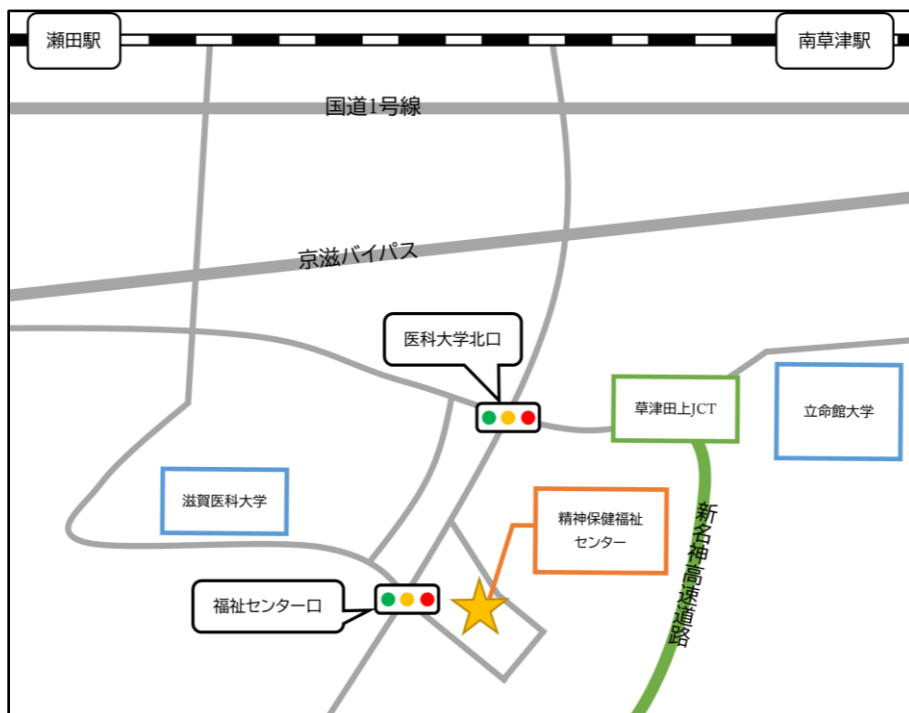 瀬田駅
南草津駅
国道1号線
京滋バイパス
医科大学北口
草津田上JCT
立命館大学
滋賀医科大学
精神保健福祉
センター
新名神高速道路
福祉センター口